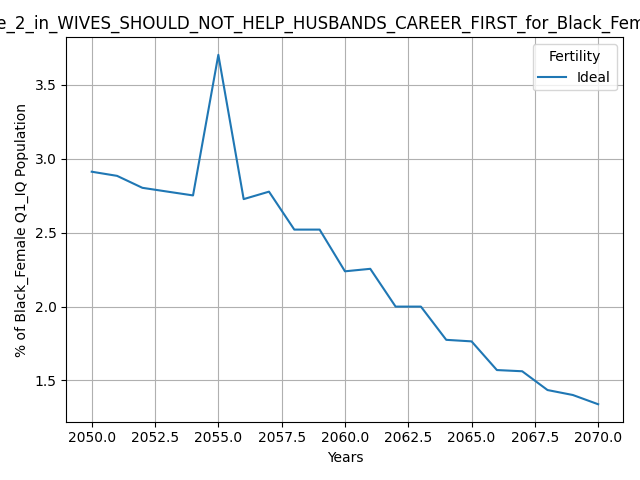 e_2_in_WIVES_SHOULD_NOT_HELP_HUSBANDS_CAREER_FIRST_for_Black_Fem
Fertility
Ideal
% of Black_Female Q1_IQ Population
3.5
3.0
2.5
2.0
1.5
2050.0 2052.5 2055.0 2057.5 2060.0 2062.5 2065.0 2067.5 2070.0
Years